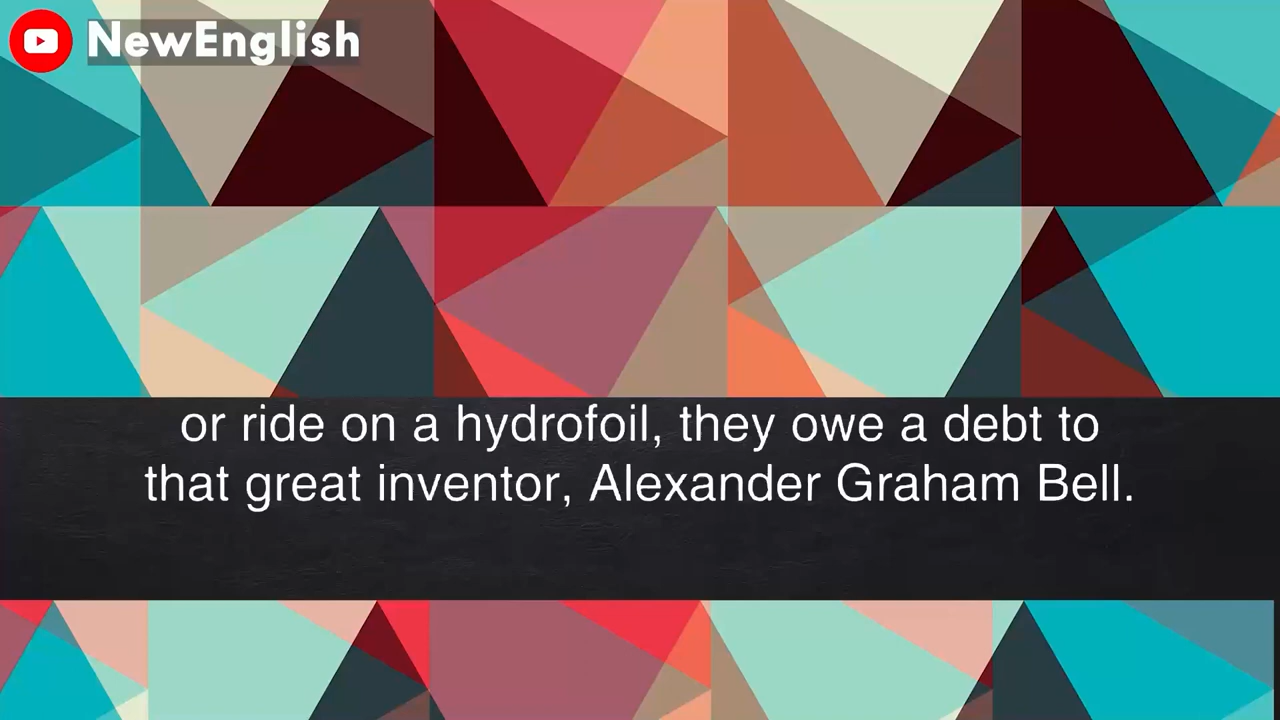 NewEnglish
or ride on a hydrofoil, they owe a debt to
that great inventor, Alexander Graham Bell.